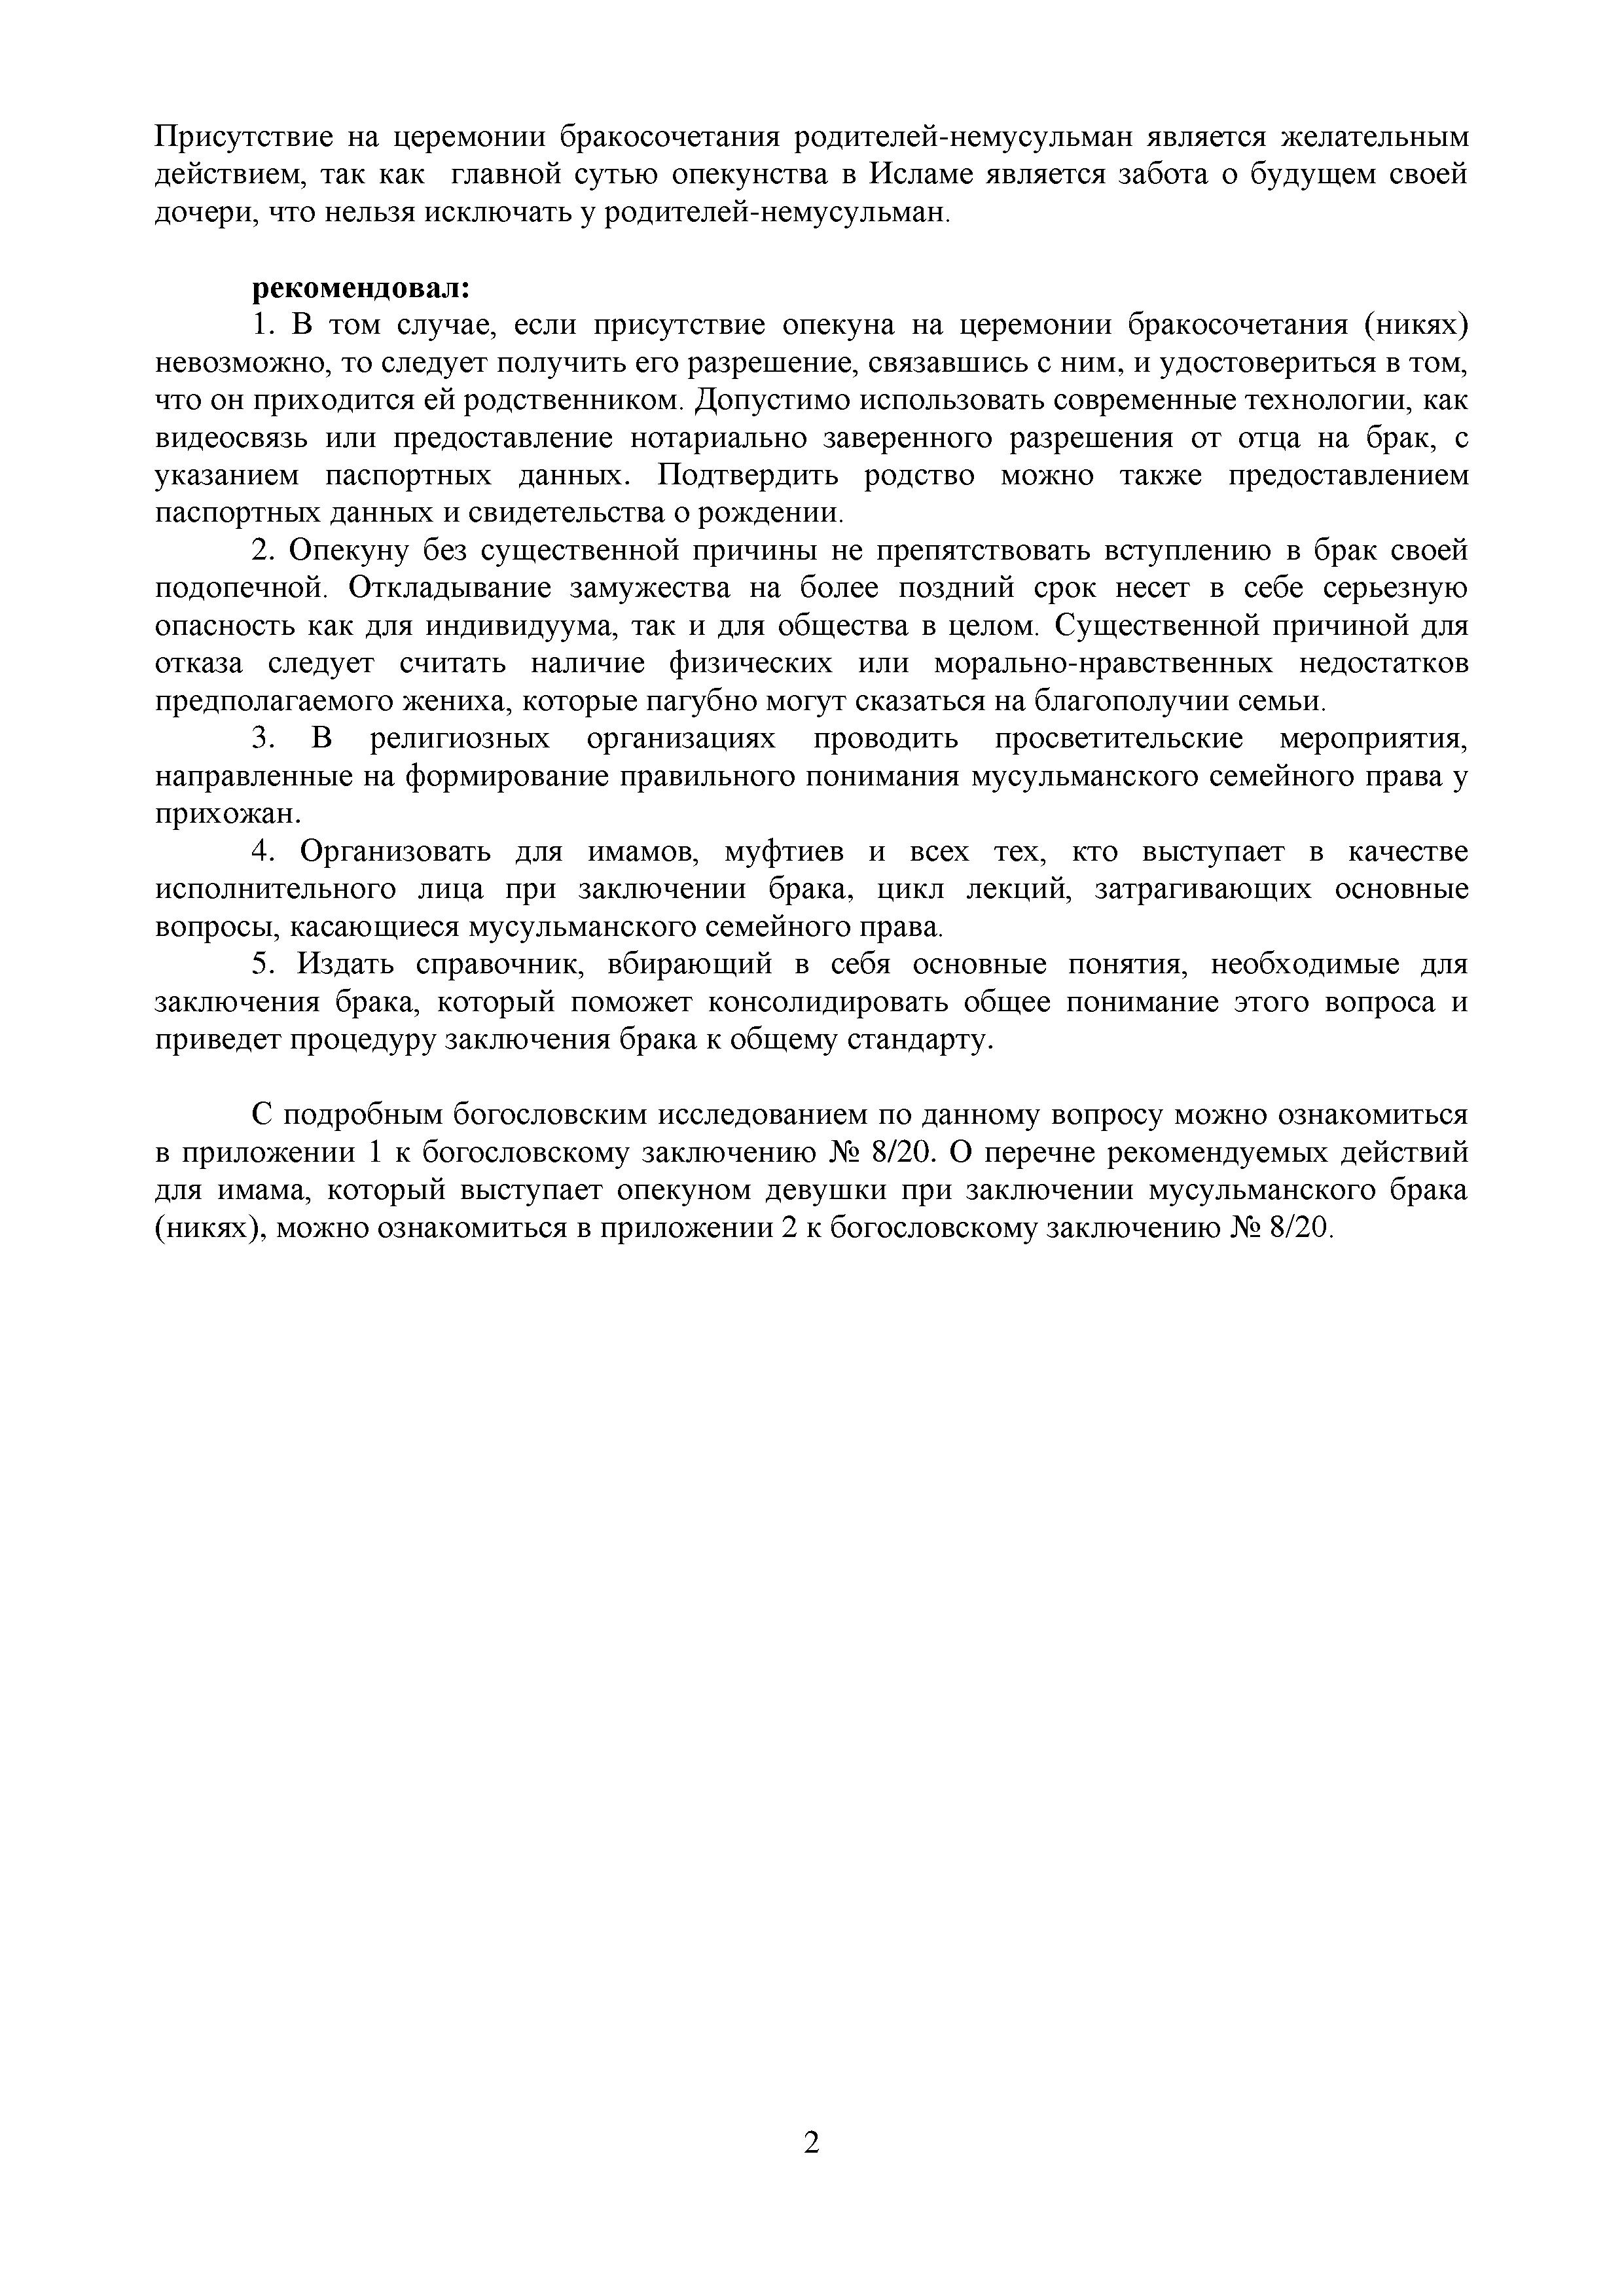 Присутствие на церемонии бракосочетания родителей-немусульман является желательным
действием, так как главной сутью опекунства в Исламе является забота о будущем своей
дочери, что нельзя исключать у родителей-немусульман.
рекомендовал:
1. В том случае, если присутствие опекуна на церемонии бракосочетания (никях)
невозможно, то следует получить его разрешение, связавшись с ним, и удостовериться в том,
что он приходится ей родственником. Допустимо использовать современные технологии, как
видеосвязь или предоставление нотариально заверенного разрешения от отца на брак, с
указанием паспортных данных. Подтвердить родство можно также предоставлением
паспортных данных и свидетельства о рождении.
2. Опекуну без существенной причины не препятствовать вступлению в брак своей
подопечной. Откладывание замужества на более поздний срок несет в себе серьезную
опасность как для индивидуума, так и для общества в целом. Существенной причиной для
отказа следует считать наличие физических или морально-нравственных недостатков
предполагаемого жениха, которые пагубно могут сказаться на благополучии семьи.
3. В религиозных организациях проводить просветительские мероприятия,
направленные на формирование правильного понимания мусульманского семейного права у
прихожан.
4. Организовать для имамов, муфтиев и всех тех, кто выступает в качестве
исполнительного лица при заключении брака, цикл лекций, затрагивающих основные
вопросы, касающиеся мусульманского семейного права.
5. Издать справочник, вбирающий в себя основные понятия, необходимые для
заключения брака, который поможет консолидировать общее понимание этого вопроса и
приведет процедуру заключения брака к общему стандарту.
С подробным богословским исследованием по данному вопросу можно ознакомиться
в приложении 1 к богословскому заключению № 8/20. О перечне рекомендуемых действий
для имама, который выступает опекуном девушки при заключении мусульманского брака
(никях), можно ознакомиться в приложении 2 к богословскому заключению № 8/20.
2